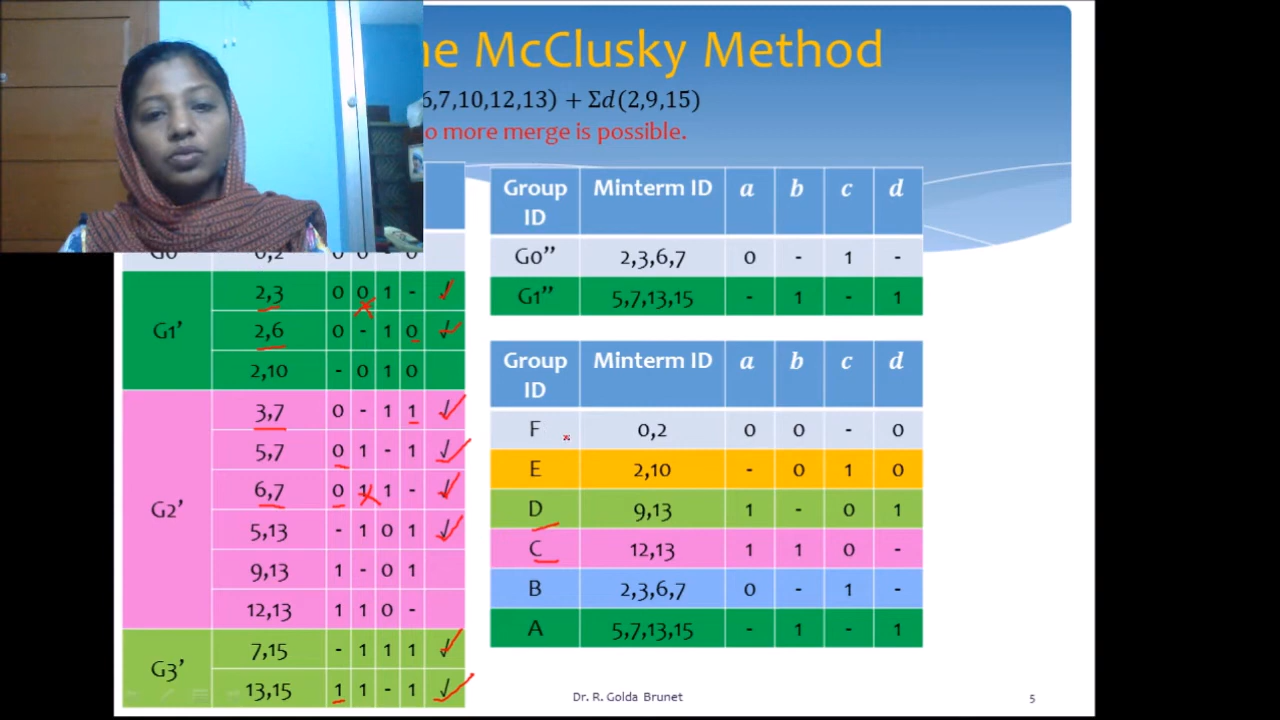 ne McClusky Method
6,7,10,12,13) + Σd(2,9,15)
o more merge is possible.
Group ID Minterm ID a b c d
G0” 2,3,6,7 0 - 1 -
G1” 5,7,13,15 - 1 - 1
0,2 0 0 - 0
G1’
2,3 0 0 1 - ✓
2,6 0 - 1 0 ✓
2,10 - 0 1 0
G2’
3,7 0 - 1 1 ✓
5,7 0 1 - 1 ✓
6,7 0 1 1 - ✓
5,13 - 1 0 1 ✓
9,13 1 - 0 1
12,13 1 1 0 -
G3’
7,15 - 1 1 1 ✓
13,15 1 1 - 1 ✓
Group ID Minterm ID a b c d
F 0,2 0 0 - 0
E 2,10 - 0 1 0
D 9,13 1 - 0 1
C 12,13 1 1 0 -
B 2,3,6,7 0 - 1 -
A 5,7,13,15 - 1 - 1
Dr. R. Golda Brunet
5